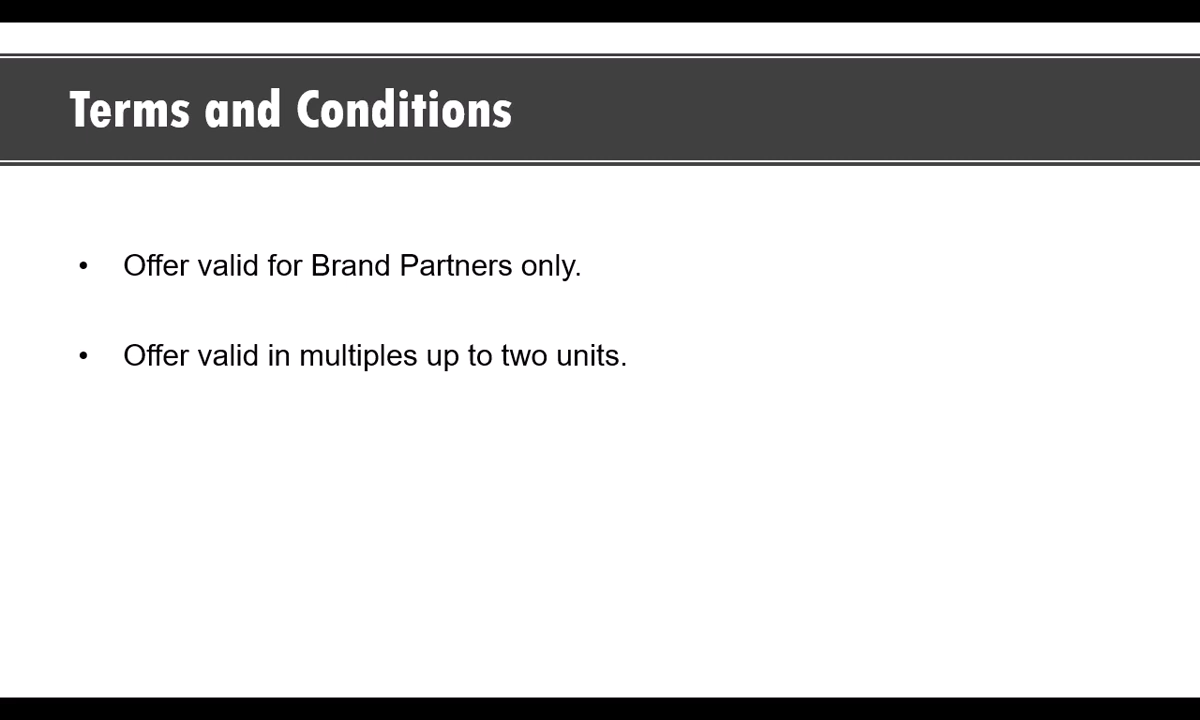 Terms and Conditions
• Offer valid for Brand Partners only.
• Offer valid in multiples up to two units.